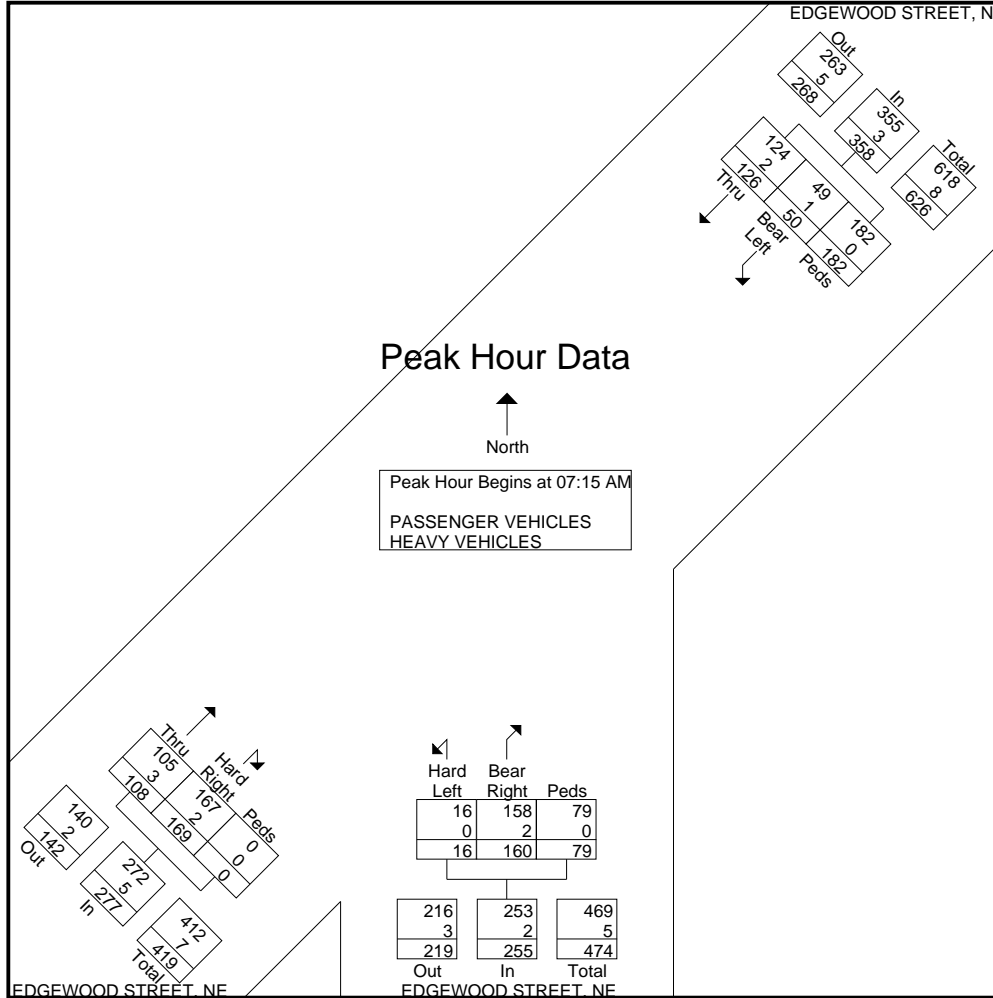 EDGEWOOD STREET, N
Out
263
5
268
In
355
3
358
Total
618
8
626
124
2
126
49
1
50
182
0
182
Thru
Bear
Left
Peds
Peak Hour Data
North
Peak Hour Begins at 07:15 AM
PASSENGER VEHICLES
HEAVY VEHICLES
Thru
Hard
Right
Peds
105
3
108
167
2
169
0
0
0
140
2
142
Out
272
5
277
In
412
7
419
Total
EDGEWOOD STREET, NE
Hard Bear
Left Right Peds
16 158 79
0 2 0
16 160 79
216 253 469
3 2 5
219 255 474
Out In Total
EDGEWOOD STREET, NE